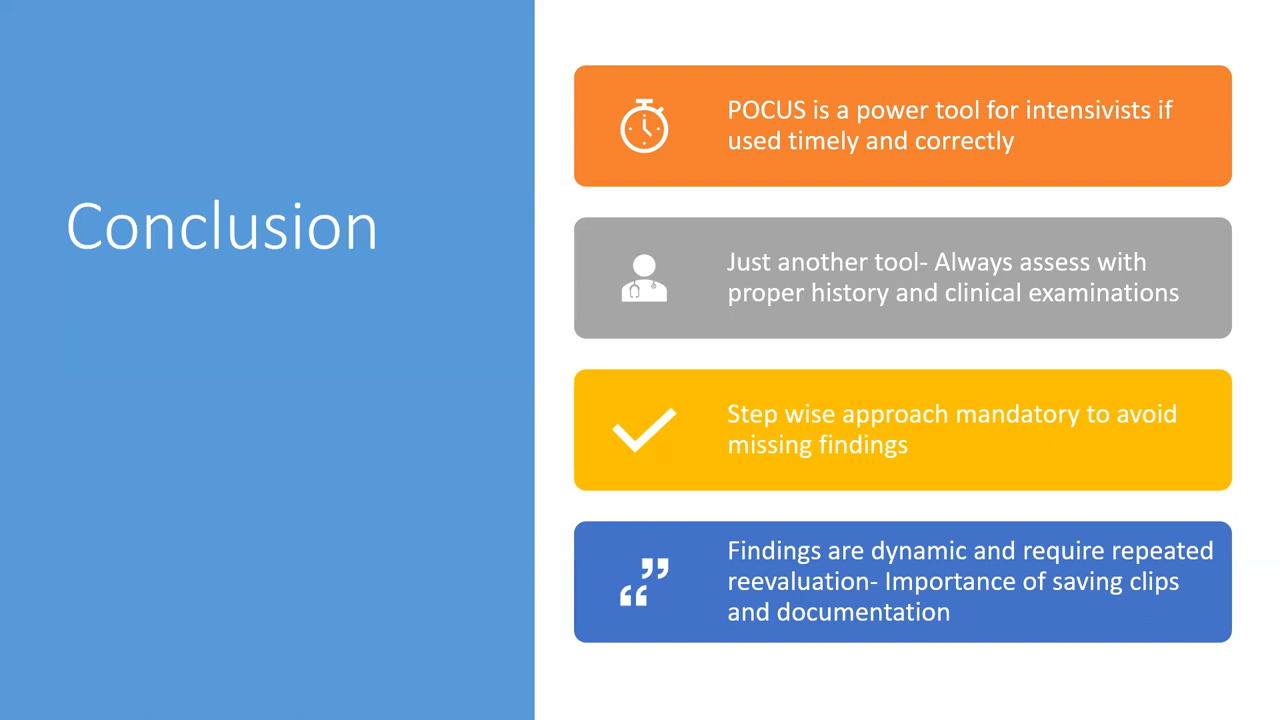 Conclusion
POCUS is a power tool for intensivists if
used timely and correctly
Just another tool- Always assess with
proper history and clinical examinations
Step wise approach mandatory to avoid
missing findings
Findings are dynamic and require repeated
reevaluation- Importance of saving clips
and documentation